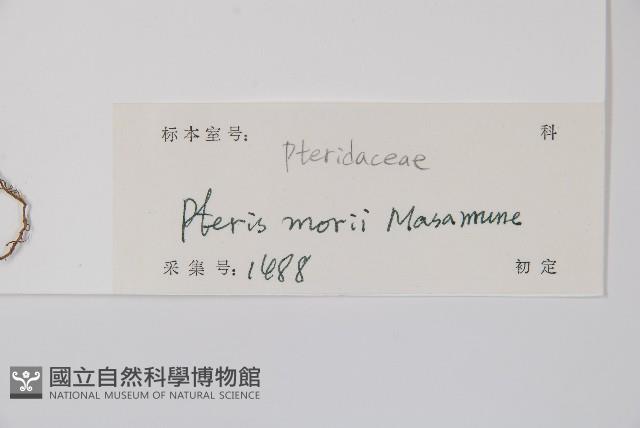 标本室号: 科
Pteridaceae
Pteris morii Masamune
采集号: 1488 初定
國立自然科學博物館
NATIONAL MUSEUM OF NATURAL SCIENCE